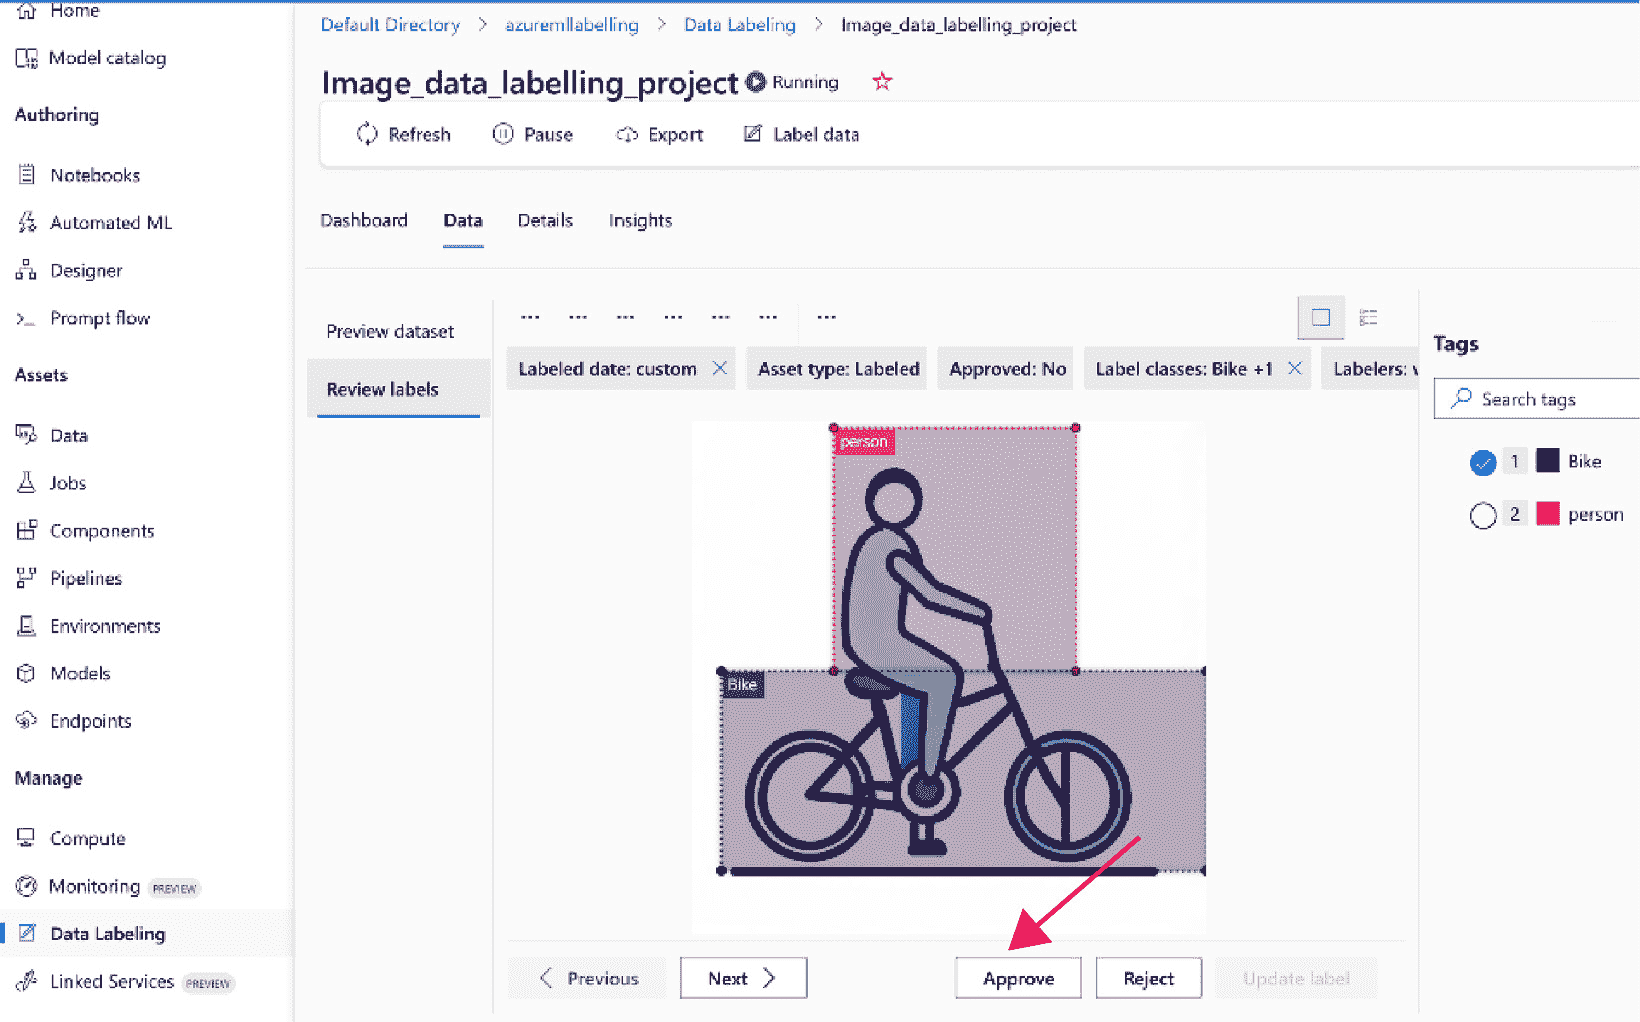 Home
Model catalog
Authoring
Notebooks
Automated ML
Designer
Prompt flow
Assets
Data
Jobs
Components
Pipelines
Environments
Models
Endpoints
Manage
Compute
Monitoring PREVIEW
Data Labeling
Linked Services PREVIEW
Default Directory > azuremllabelling > Data Labeling > Image_data_labelling_project
Image_data_labelling_project Running
Refresh Pause Export Label data
Dashboard Data Details Insights
Preview dataset
Review labels
... ... ... ... ... ... ...
Labeled date: custom Asset type: Labeled Approved: No Label classes: Bike +1 Labelers:
person
Bike
Previous Next Approve Reject Update label
Tags
Search tags
1 Bike
2 person